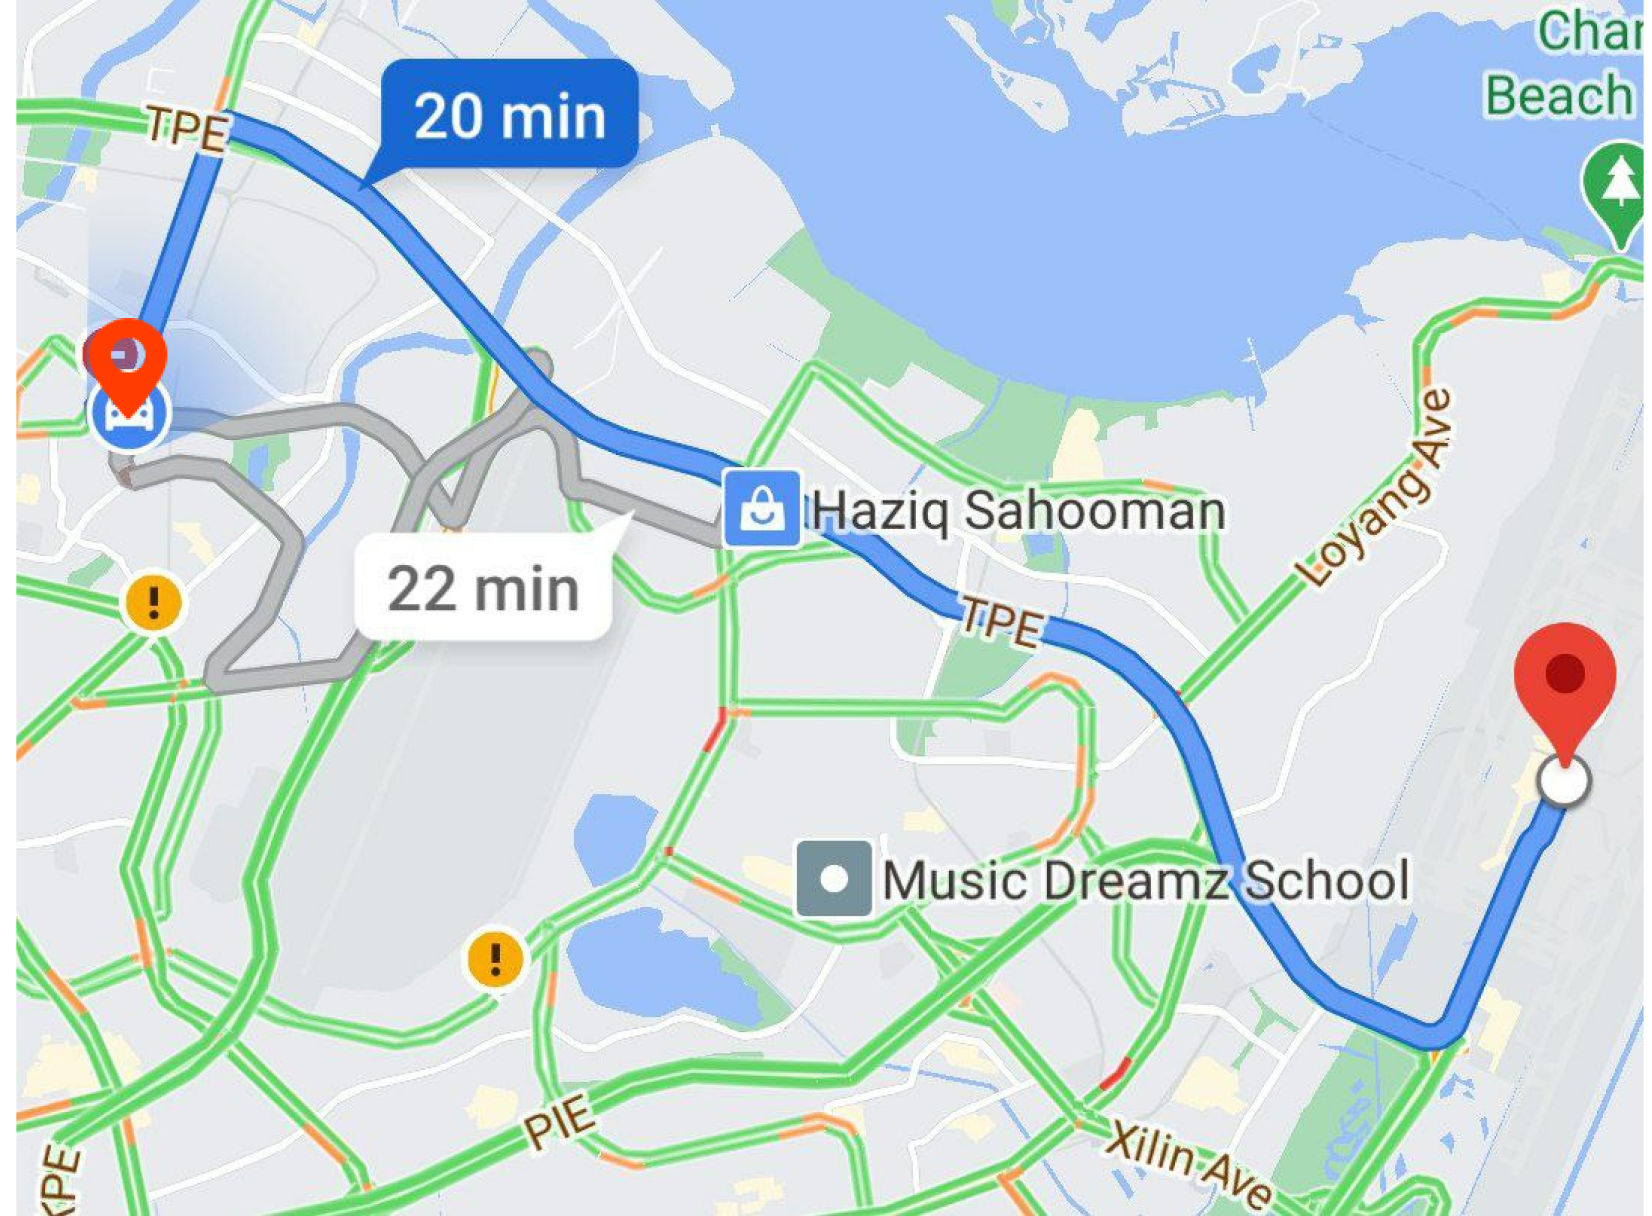 Char
Beach
TPE
20 min
Loyang Ave
Haziq Sahooman
22 min
TPE
Music Dreamz School
PIE
Xilin Ave
KPE